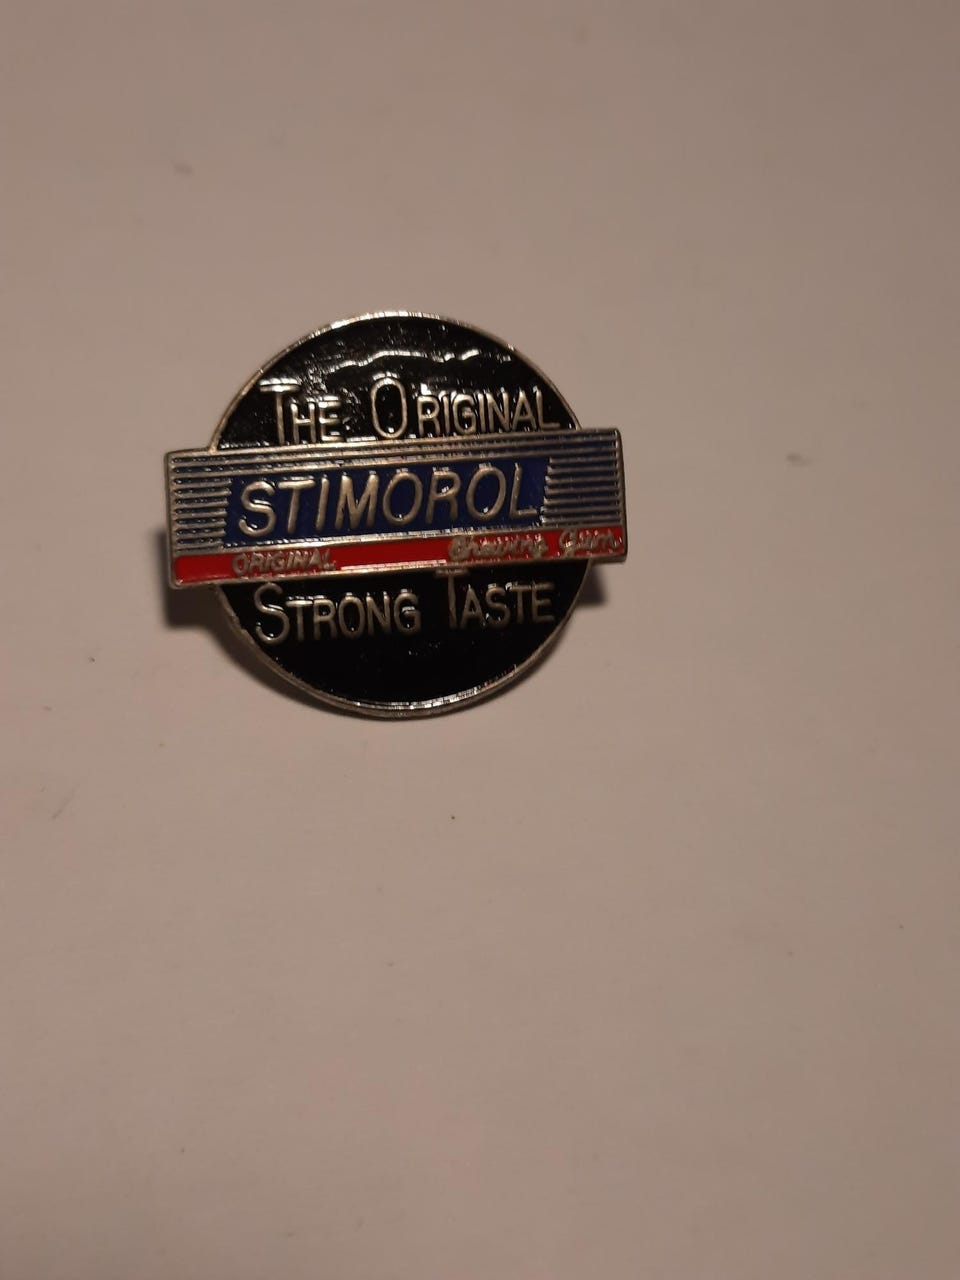 The Original
STIMOROL
ORIGINAL Chewing Gum
Strong Taste